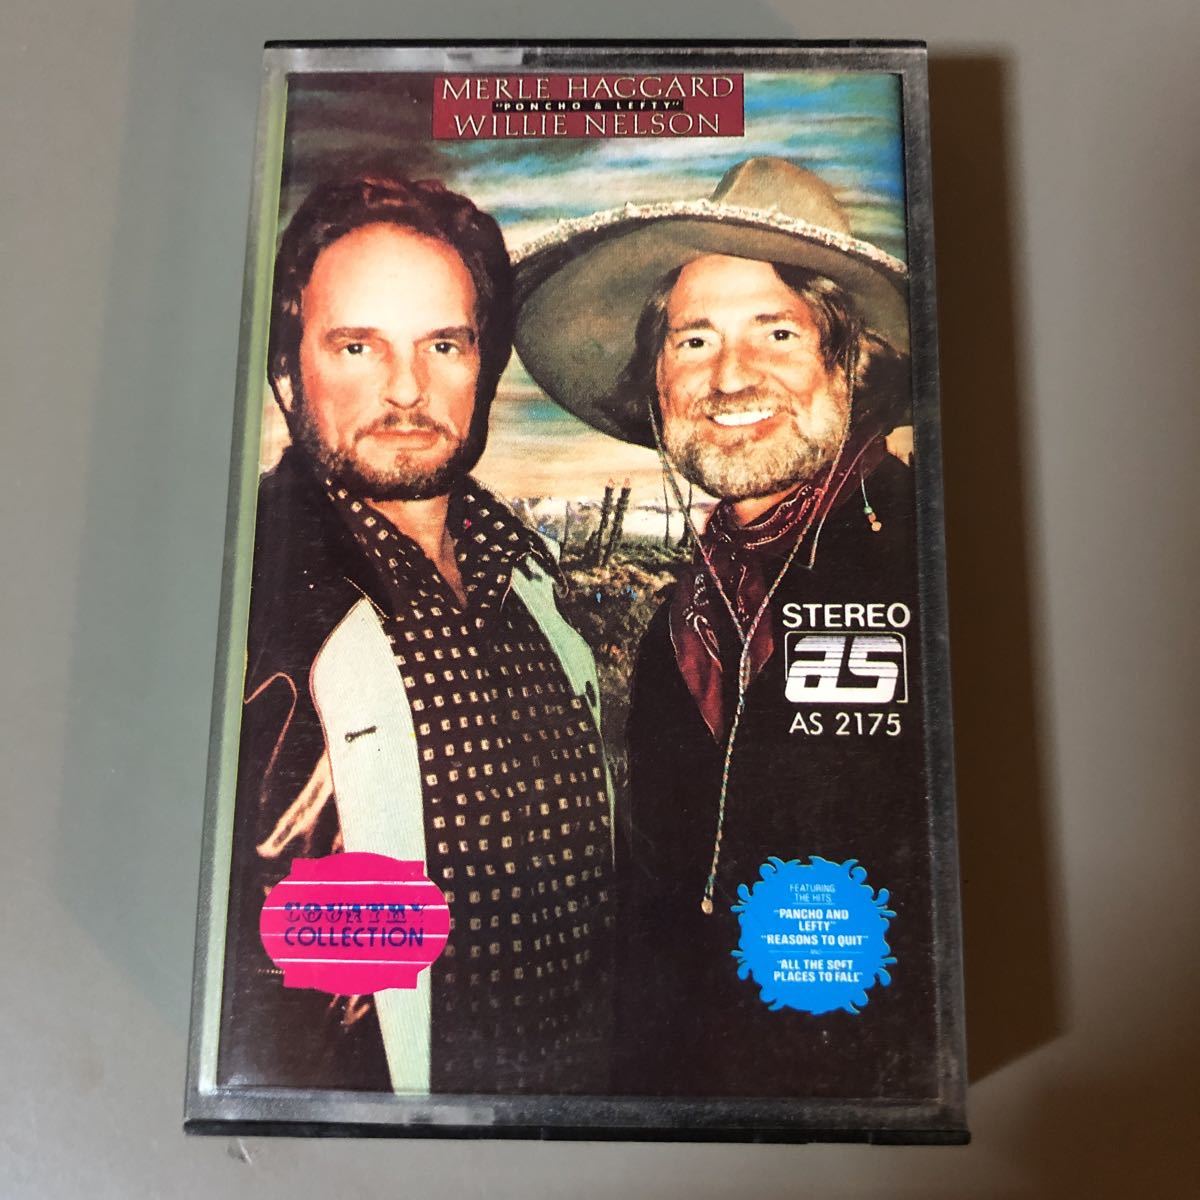 MERLE HAGGARD
"PONCHO & LEFTY"
WILLIE NELSON
STEREO
as
AS 2175
COUNTRY
COLLECTION
FEATURING
THE HITS
"PANCHO AND
LEFTY"
"REASONS TO QUIT"
AND
"ALL THE SOFT
PLACES TO FALL"